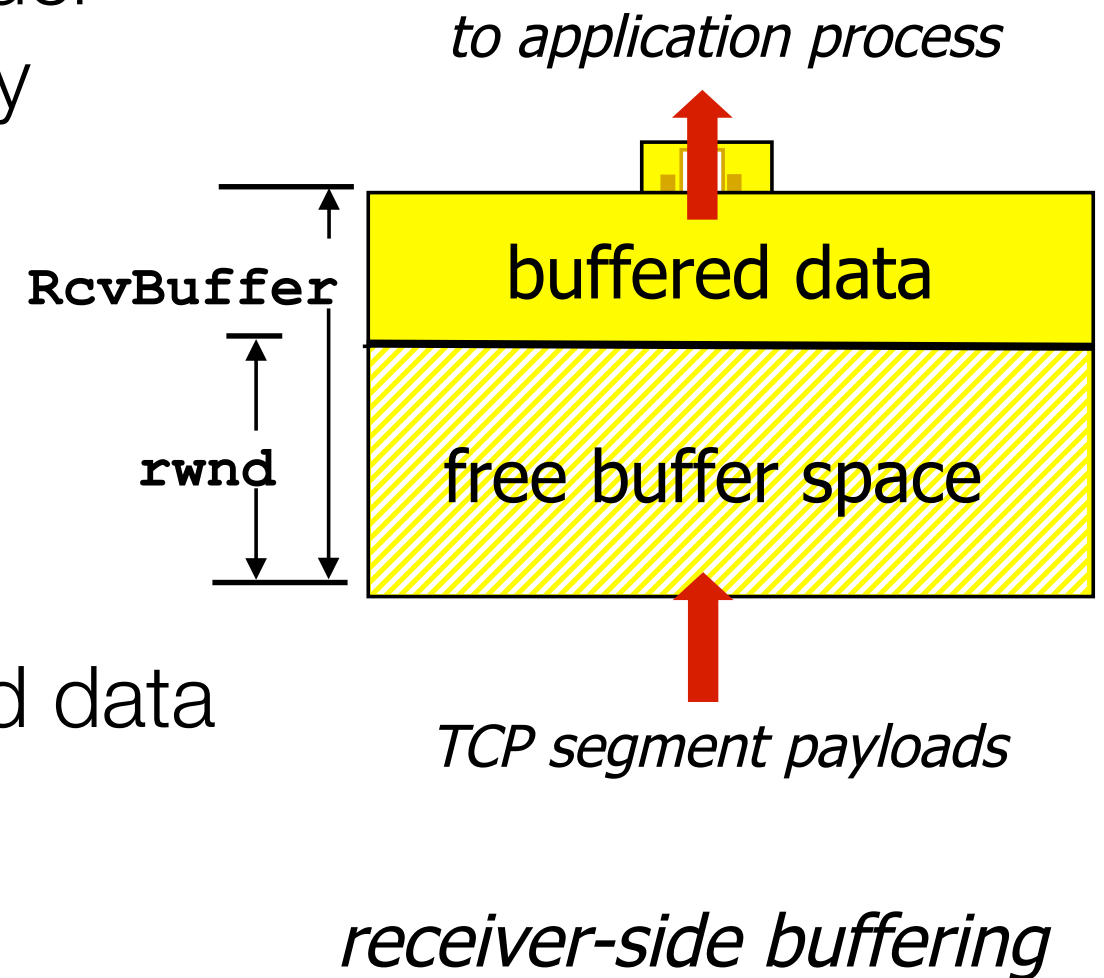 to application process
y
buffered data
RcvBuffer
rwnd
free buffer space
d data
TCP segment payloads
receiver-side buffering